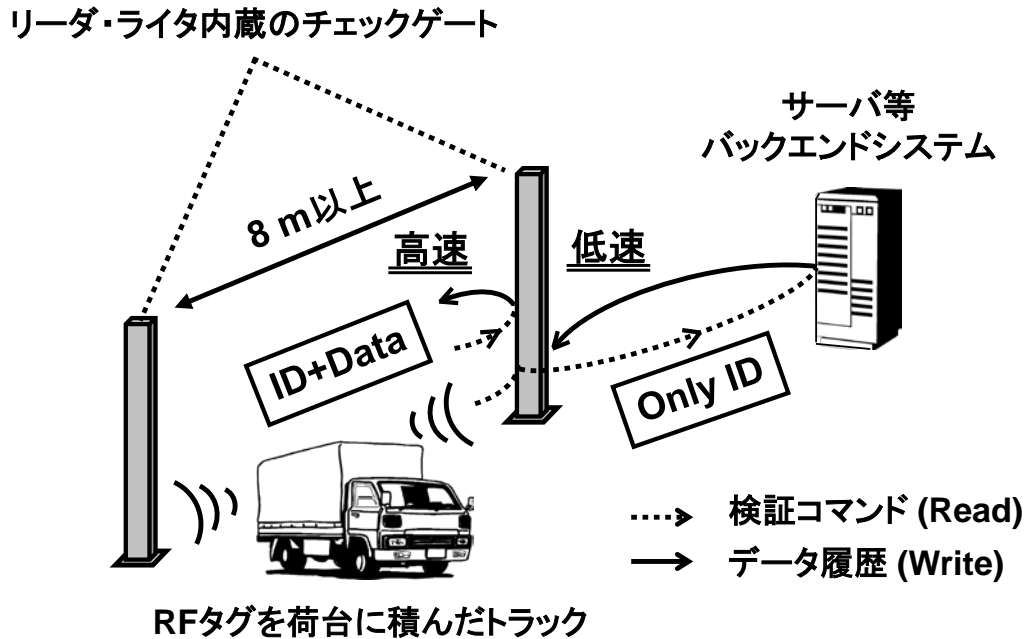 リーダ・ライタ内蔵のチェックゲート
サーバ等
バックエンドシステム
8 m以上
高速
低速
ID+Data
Only ID
検証コマンド (Read)
データ履歴 (Write)
RFタグを荷台に積んだトラック